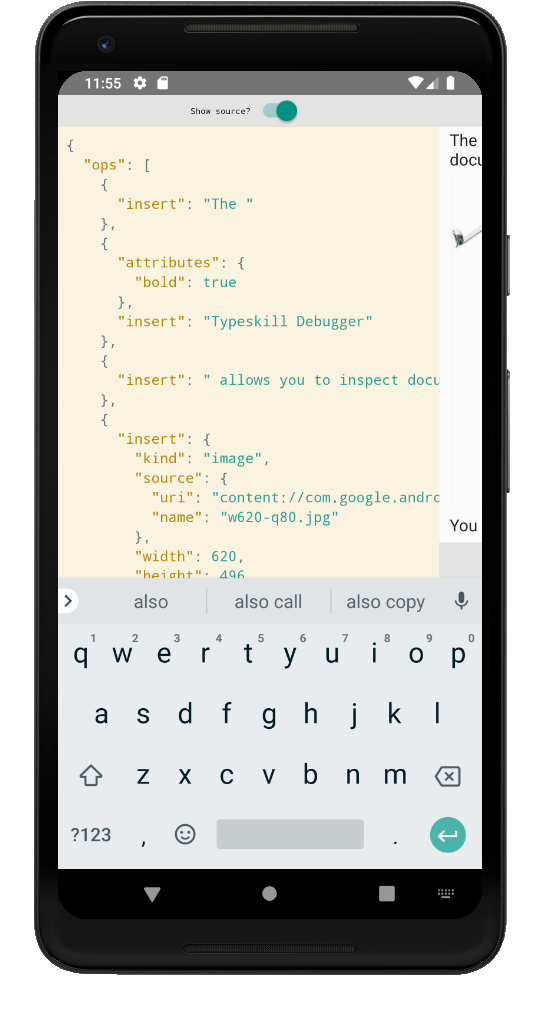 11:55
Show source?
{
"ops": [
{
"insert": "The "
},
{
"attributes": {
"bold": true
},
"insert": "Typeskill Debugger"
},
{
"insert": " allows you to inspect docu
},
{
"insert": {
"kind": "image",
"source": {
"uri": "content://com.google.andro
"name": "w620-q80.jpg"
},
"width": 620,
"height": 496
The
docu
You
also also call also copy
1 2 3 4 5 6 7 8 9 0
q w e r t y u i o p
a s d f g h j k l
z x c v b n m
?123 , .